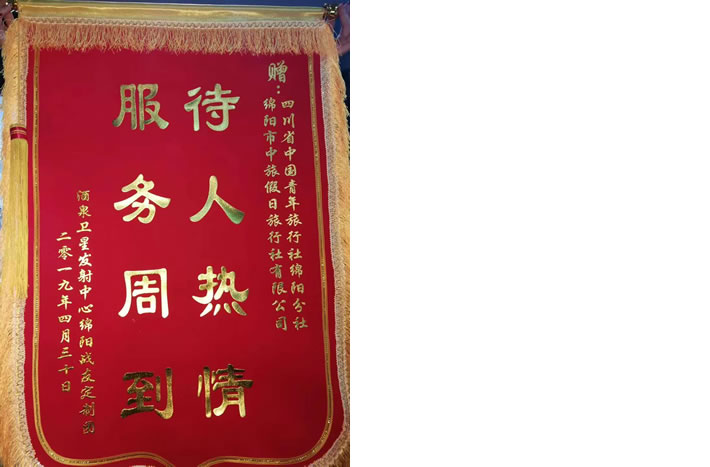 赠：
四川省中国青年旅行社绵阳分社
绵阳市中旅假日旅行社有限公司
待人热情
服务周到
酒泉卫星发射中心绵阳战友定制团
二零一九年四月三十日